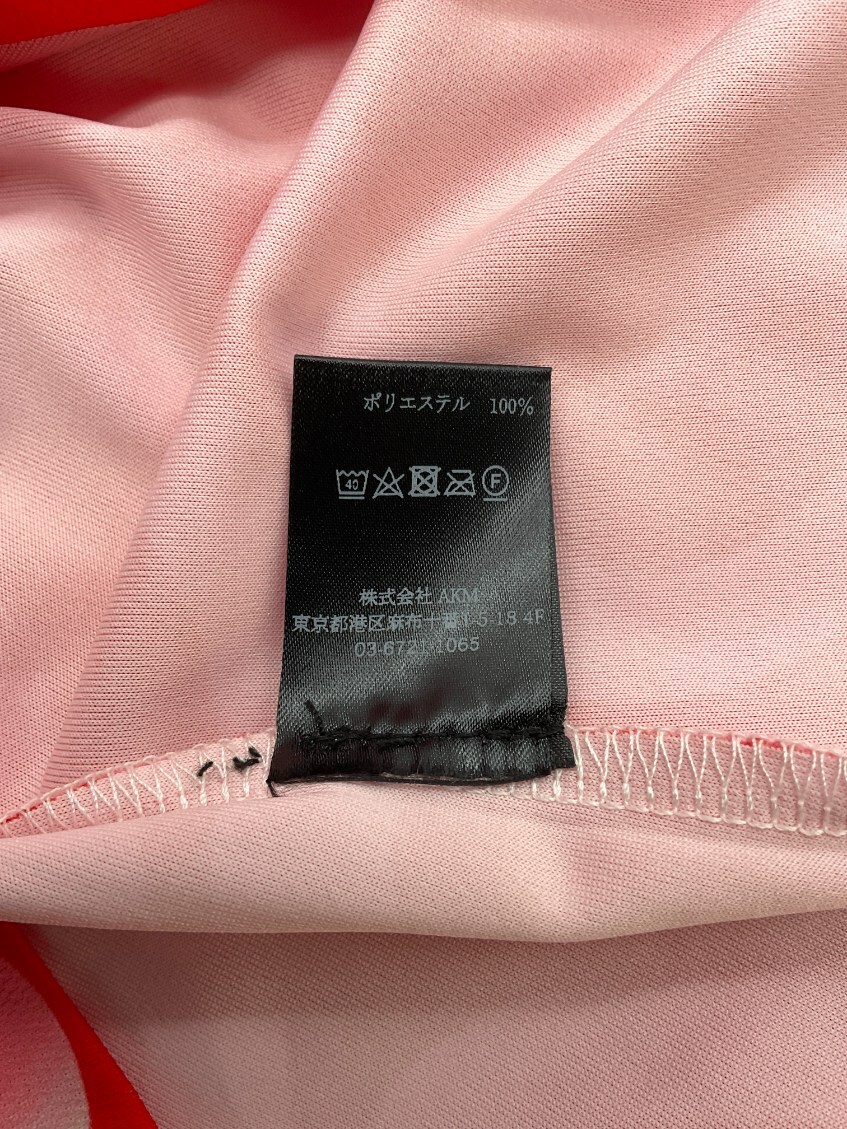 ポリエステル 100%
40 F
株式会社 AKM
東京都港区麻布十番1-5-18 4F
03-6721-1065